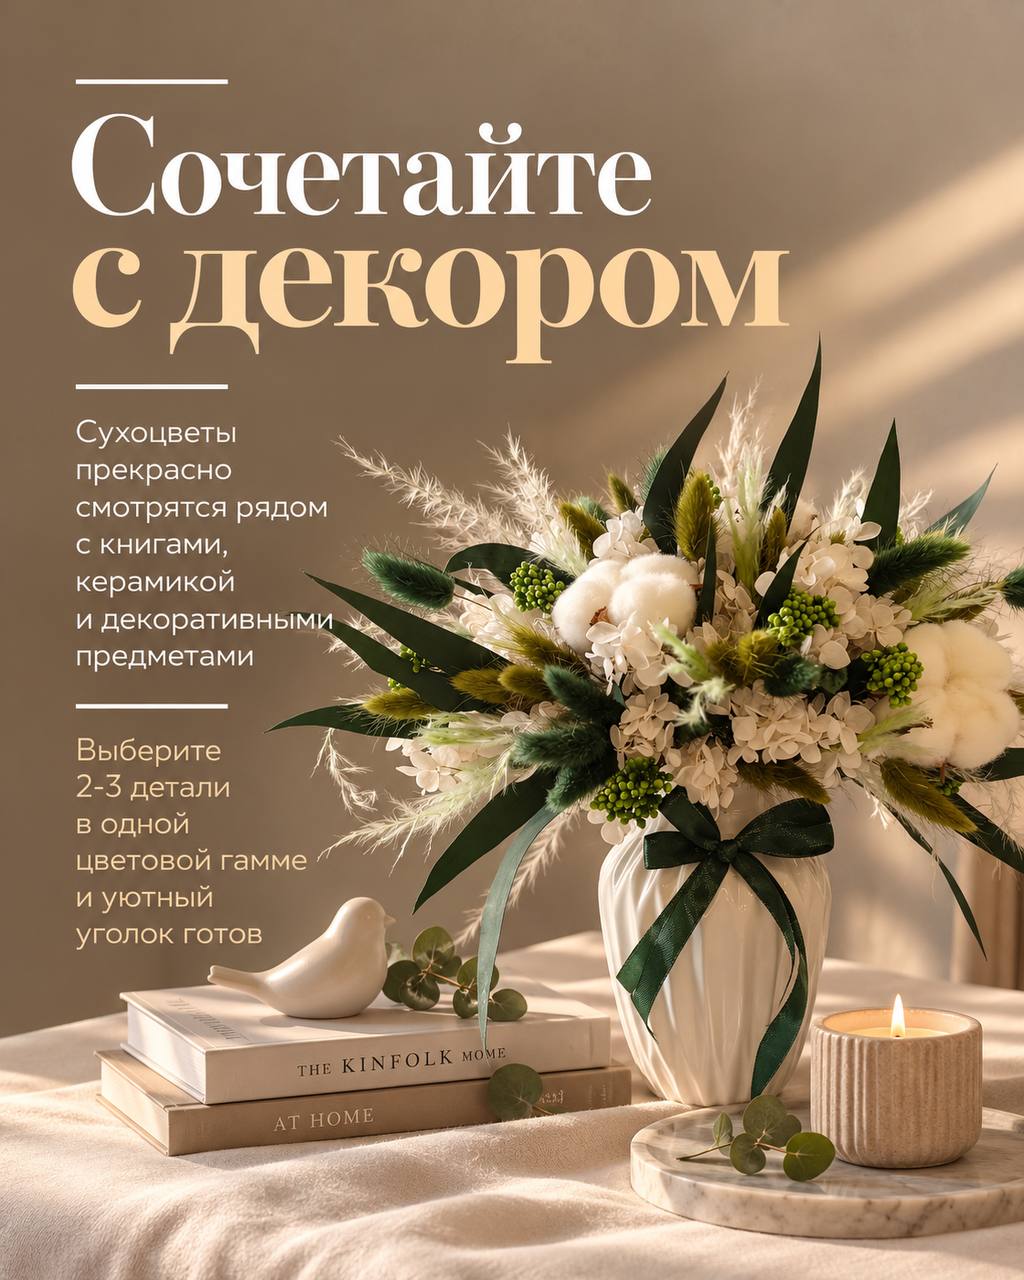 Сочетайте
с декором
Сухоцветы
прекрасно
смотрятся рядом
с книгами,
керамикой
и декоративными
предметами
Выберите
2-3 детали
в одной
цветовой гамме
и уютный
уголок готов
THE KINFOLK MOME
AT HOME